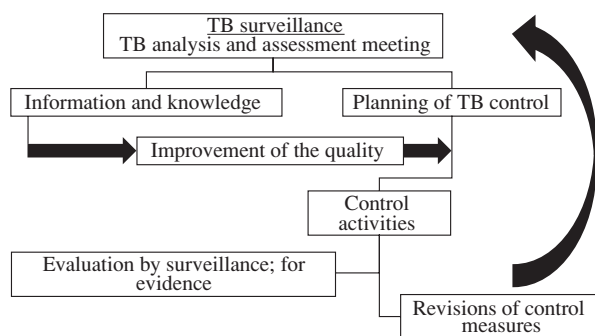 TB surveillance
TB analysis and assessment meeting
Information and knowledge
Planning of TB control
Improvement of the quality
Control
activities
Evaluation by surveillance; for
evidence
Revisions of control
measures